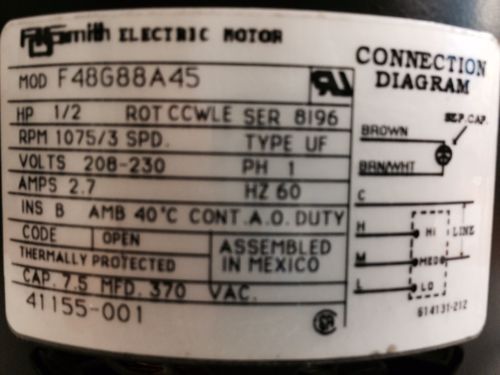 AOSmith ELECTRIC MOTOR
MOD F48G88A45
HP 1/2 ROT CCWLE SER 8196
RPM 1075/3 SPD. TYPE UF
VOLTS 208-230 PH 1
AMPS 2.7 HZ 60
INS B AMB 40°C CONT. A.O. DUTY
CODE OPEN
THERMALLY PROTECTED
ASSEMBLED
IN MEXICO
CAP. 7.5 MFD. 370 VAC.
41155-001
CONNECTION
DIAGRAM
SEP. CAP.
BROWN
BRN/WHT
C
H HI LINE
M MED
L LO
614131-212